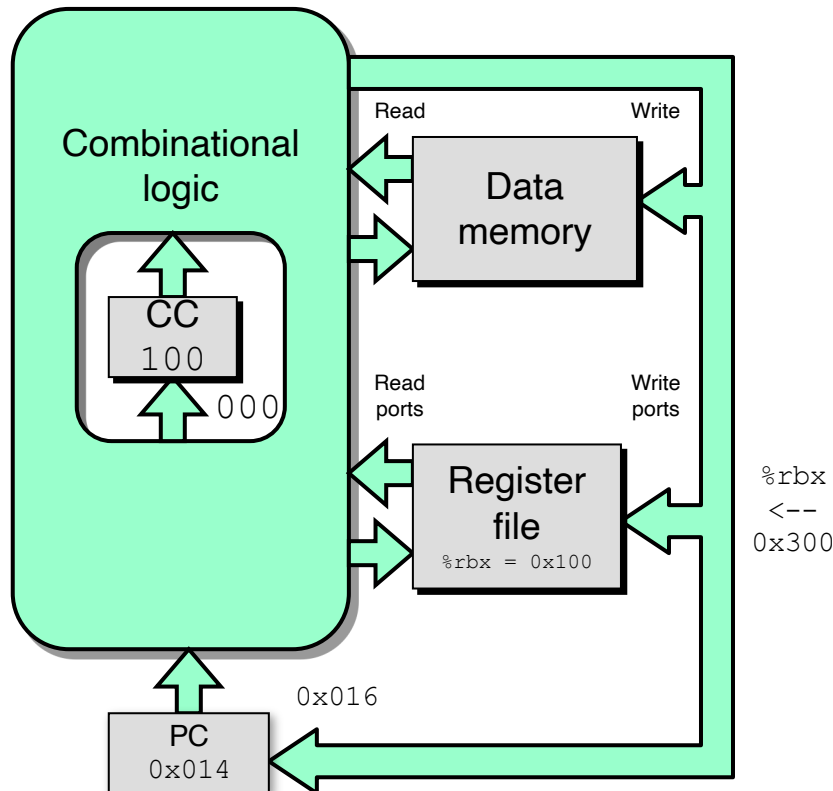 Combinational
logic
Read
Write
Data
memory
CC
100
000
Read
ports
Write
ports
Register
file
%rbx = 0x100
%rbx
<--
0x300
0x016
PC
0x014